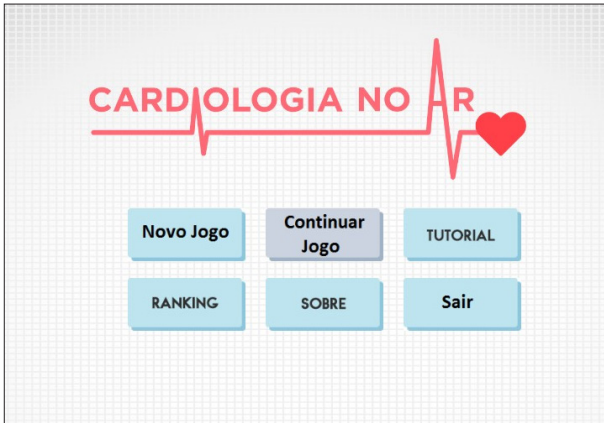 CARDIOLOGIA NO AR
Novo Jogo
Continuar
Jogo
TUTORIAL
RANKING
SOBRE
Sair